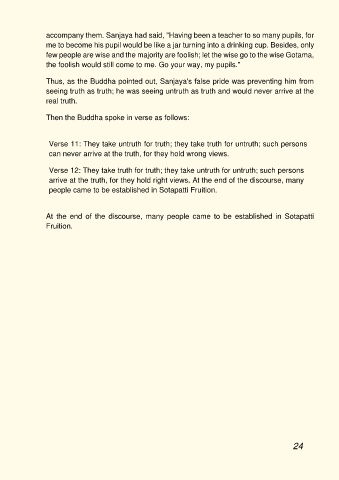 accompany them. Sanjaya had said, "Having been a teacher to so many pupils, for
me to become his pupil would be like a jar turning into a drinking cup. Besides, only
few people are wise and the majority are foolish; let the wise go to the wise Gotama,
the foolish would still come to me. Go your way, my pupils."
Thus, as the Buddha pointed out, Sanjaya's false pride was preventing him from
seeing truth as truth; he was seeing untruth as truth and would never arrive at the
real truth.
Then the Buddha spoke in verse as follows:
Verse 11: They take untruth for truth; they take truth for untruth; such persons
can never arrive at the truth, for they hold wrong views.
Verse 12: They take truth for truth; they take untruth for untruth; such persons
arrive at the truth, for they hold right views. At the end of the discourse, many
people came to be established in Sotapatti Fruition.
At the end of the discourse, many people came to be established in Sotapatti
Fruition.
24